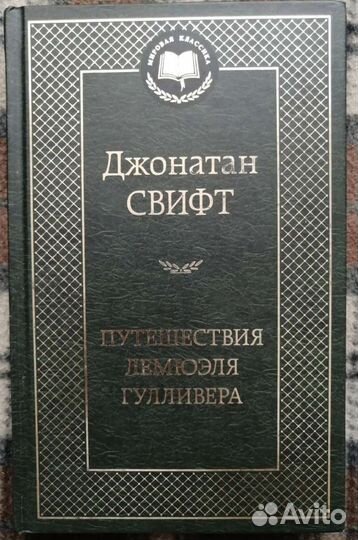 МИРОВАЯ КЛАССИКА
Джонатан
СВИФТ
ПУТЕШЕСТВИЯ
ЛЕМЮЭЛЯ
ГУЛЛИВЕРА
Avito